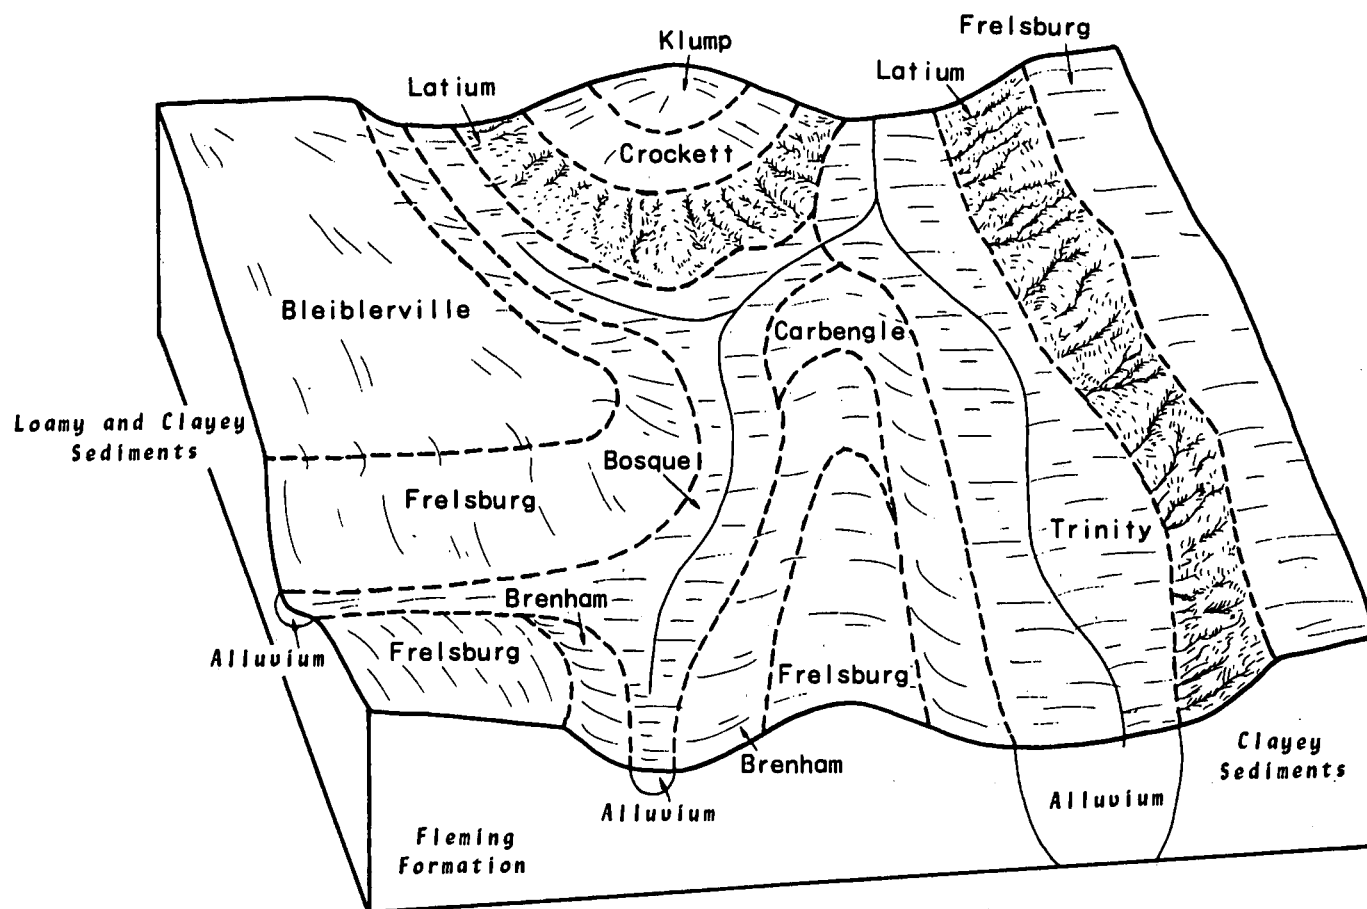 Frelsburg
Klump
Latium
Latium
Crockett
Bleiblerville
Carbengle
Loamy and Clayey
Sediments
Bosque
Frelsburg
Trinity
Brenham
Frelsburg
Alluvium
Frelsburg
Brenham
Clayey
Sediments
Alluvium
Alluvium
Fleming
Formation